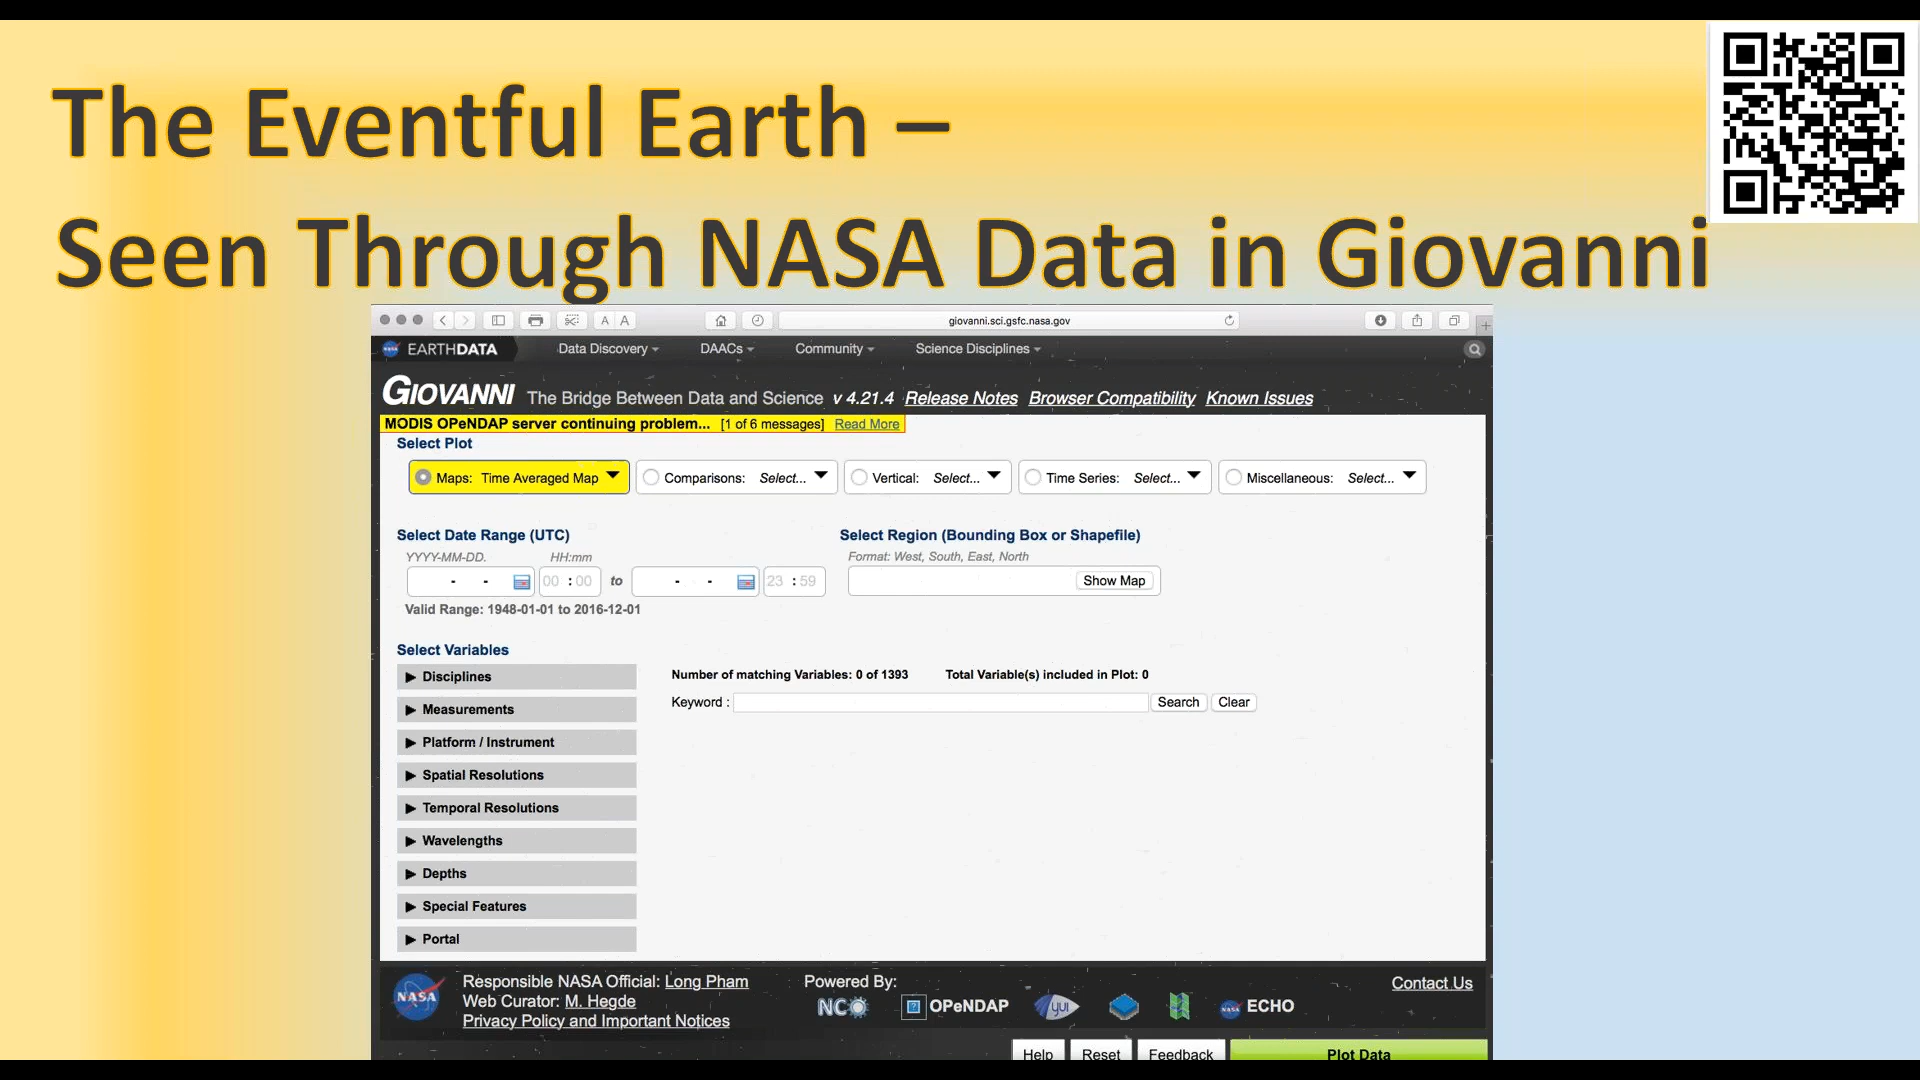 The Eventful Earth –
Seen Through NASA Data in Giovanni
A A
giovanni.sci.gsfc.nasa.gov
NASA EARTHDATA Data Discovery DAACs Community Science Disciplines
GIOVANNI The Bridge Between Data and Science v 4.21.4 Release Notes Browser Compatibility Known Issues
MODIS OPeNDAP server continuing problem... [1 of 6 messages] Read More
Select Plot
Maps: Time Averaged Map Comparisons: Select... Vertical: Select... Time Series: Select... Miscellaneous: Select...
Select Date Range (UTC) Select Region (Bounding Box or Shapefile)
YYYY-MM-DD. HH:mm Format: West, South, East, North
- - 00 : 00 to - - 23 : 59 Show Map
Valid Range: 1948-01-01 to 2016-12-01
Select Variables
Disciplines Number of matching Variables: 0 of 1393 Total Variable(s) included in Plot: 0
Keyword : Search Clear
Measurements
Platform / Instrument
Spatial Resolutions
Temporal Resolutions
Wavelengths
Depths
Special Features
Portal
NASA Responsible NASA Official: Long Pham Powered By: Contact Us
Web Curator: M. Hegde NCO OPeNDAP yui NASA ECHO
Privacy Policy and Important Notices
Help Reset Feedback Plot Data